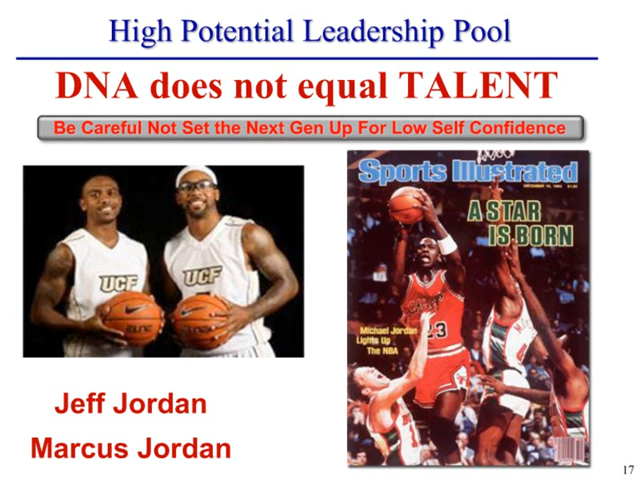 High Potential Leadership Pool
DNA does not equal TALENT
Be Careful Not Set the Next Gen Up For Low Self Confidence
UCF
UCF
Sports Illustrated
A STAR
IS BORN
23
Michael Jordan
Lights Up
The NBA
Jeff Jordan
Marcus Jordan
17